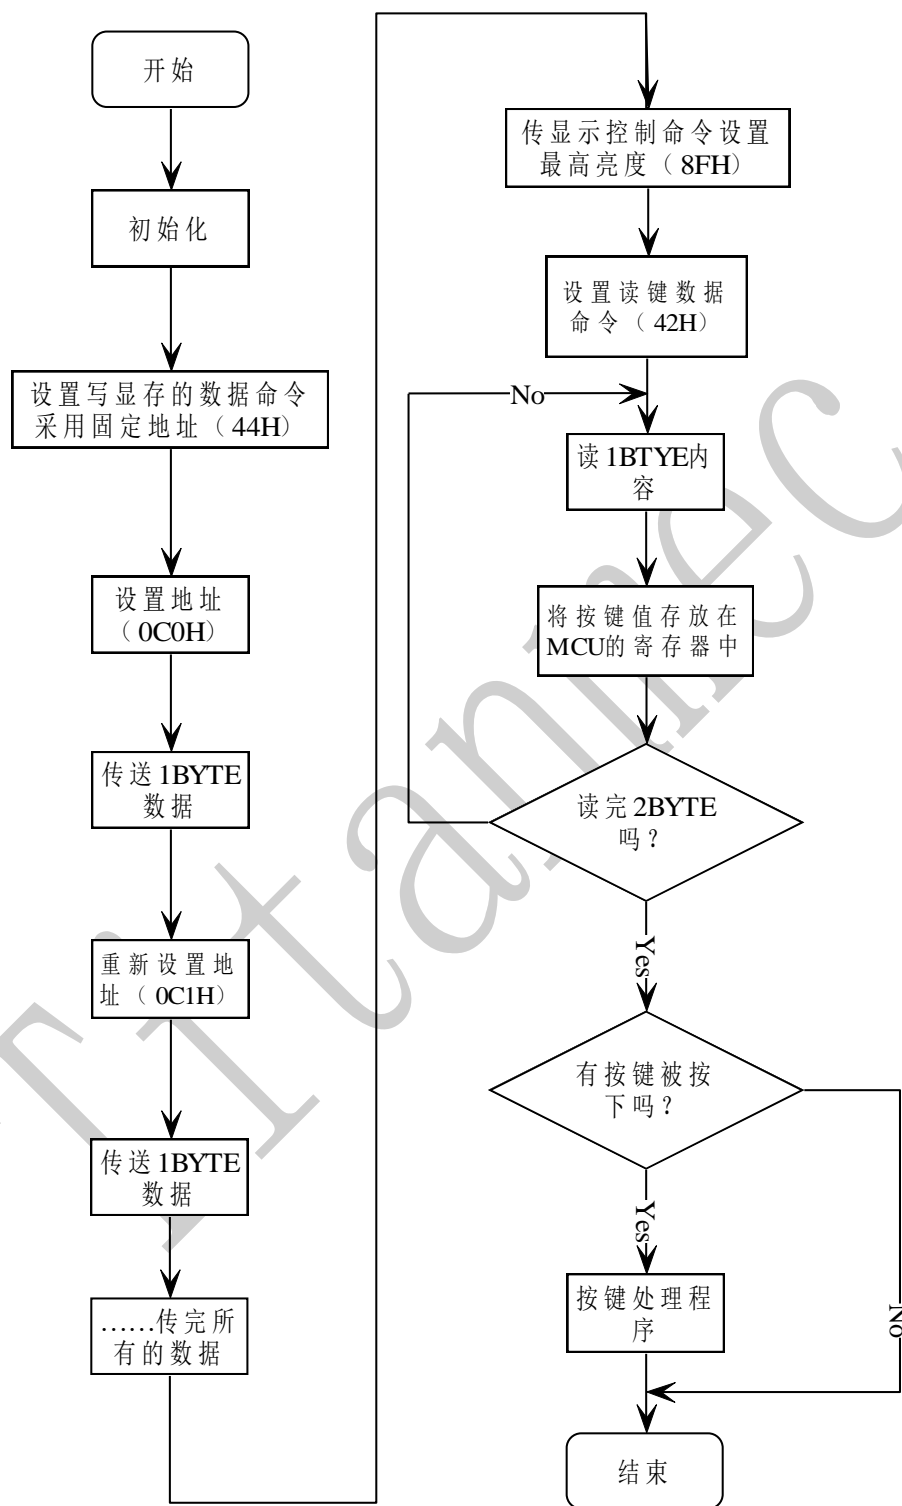 开始
初始化
设置写显存的数据命令
采用固定地址（44H）
设置地址
（0C0H）
传送1BYTE
数据
重新设置地
址（0C1H）
传送1BYTE
数据
……传完所
有的数据
传显示控制命令设置
最高亮度（8FH）
设置读键数据
命令（42H）
No
读1BTYE内
容
将按键值存放在
MCU的寄存器中
读完2BYTE
吗？
Yes
有按键被按
下吗？
Yes
No
按键处理程
序
结束
Titanmec